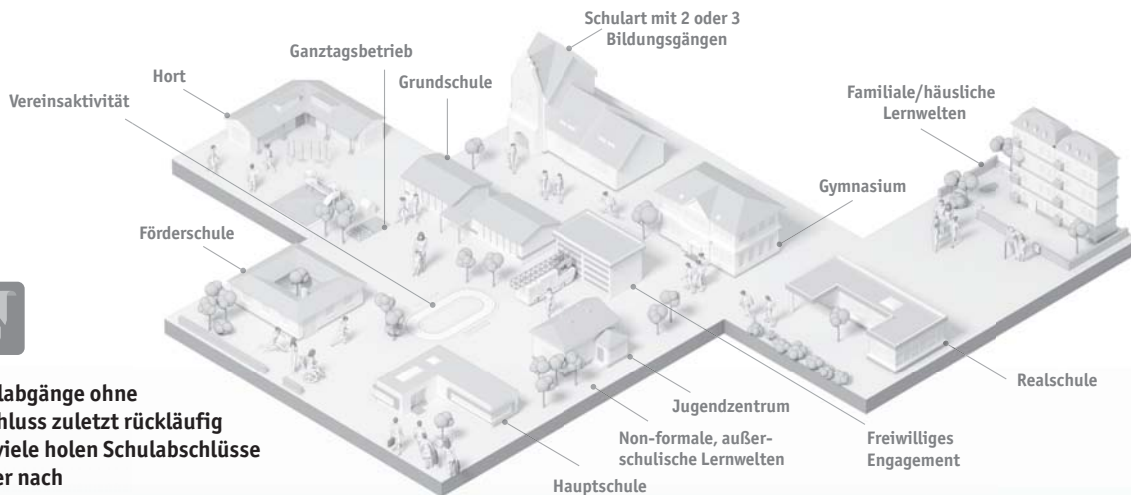 Schulart mit 2 oder 3
Bildungsgängen
Ganztagsbetrieb
Hort
Grundschule
Vereinsaktivität
Familiale/häusliche
Lernwelten
Gymnasium
Förderschule
Realschule
Jugendzentrum
Non-formale, außer-
schulische Lernwelten
Freiwilliges
Engagement
Hauptschule
labgänge ohne
hluss zuletzt rückläufig
viele holen Schulabschlüsse
er nach